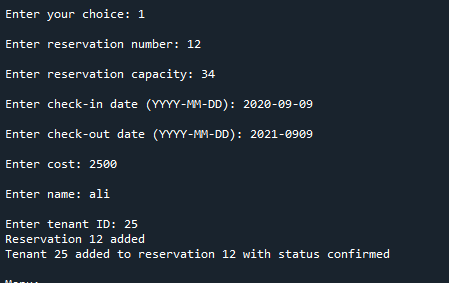 Enter your choice: 1
Enter reservation number: 12
Enter reservation capacity: 34
Enter check-in date (YYYY-MM-DD): 2020-09-09
Enter check-out date (YYYY-MM-DD): 2021-0909
Enter cost: 2500
Enter name: ali
Enter tenant ID: 25
Reservation 12 added
Tenant 25 added to reservation 12 with status confirmed
Menu: